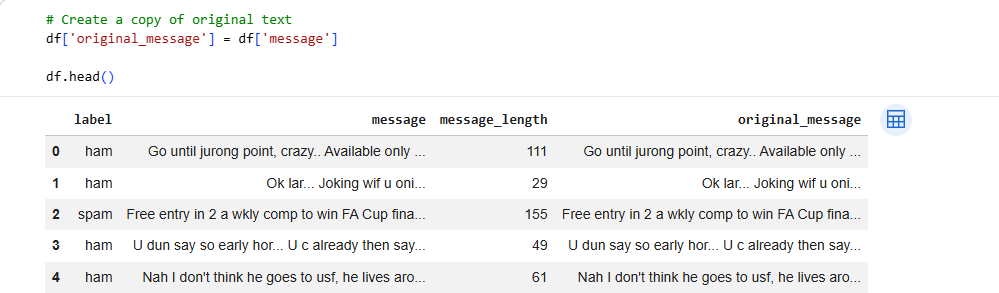 # Create a copy of original text
df['original_message'] = df['message']
df.head()
label message message_length original_message
0 ham Go until jurong point, crazy.. Available only ... 111 Go until jurong point, crazy.. Available only ...
1 ham Ok lar... Joking wif u oni... 29 Ok lar... Joking wif u oni...
2 spam Free entry in 2 a wkly comp to win FA Cup fina... 155 Free entry in 2 a wkly comp to win FA Cup fina...
3 ham U dun say so early hor... U c already then say... 49 U dun say so early hor... U c already then say...
4 ham Nah I don't think he goes to usf, he lives aro... 61 Nah I don't think he goes to usf, he lives aro...